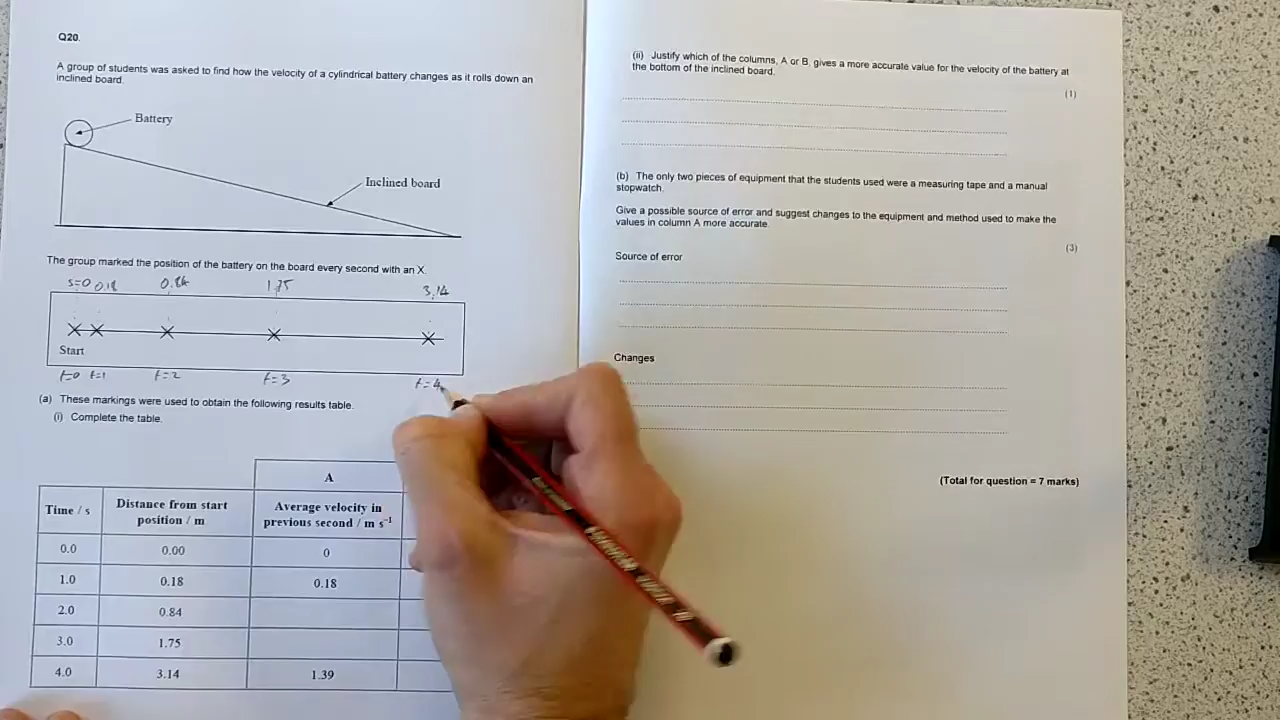 Q20.
A group of students was asked to find how the velocity of a cylindrical battery changes as it rolls down an
inclined board.
Battery
Inclined board
The group marked the position of the battery on the board every second with an X.
s=0 0.18 0.84 1.75 3.14
Start
t=0 t=1 t=2 t=3 t=4
(a) These markings were used to obtain the following results table.
(i) Complete the table.
A
Time / s Distance from start position / m Average velocity in previous second / m s⁻¹
0.0 0.00 0
1.0 0.18 0.18
2.0 0.84
3.0 1.75
4.0 3.14 1.39
(ii) Justify which of the columns, A or B, gives a more accurate value for the velocity of the battery at
the bottom of the inclined board.
(1)
(b) The only two pieces of equipment that the students used were a measuring tape and a manual
stopwatch.
Give a possible source of error and suggest changes to the equipment and method used to make the
values in column A more accurate.
(3)
Source of error
Changes
(Total for question = 7 marks)